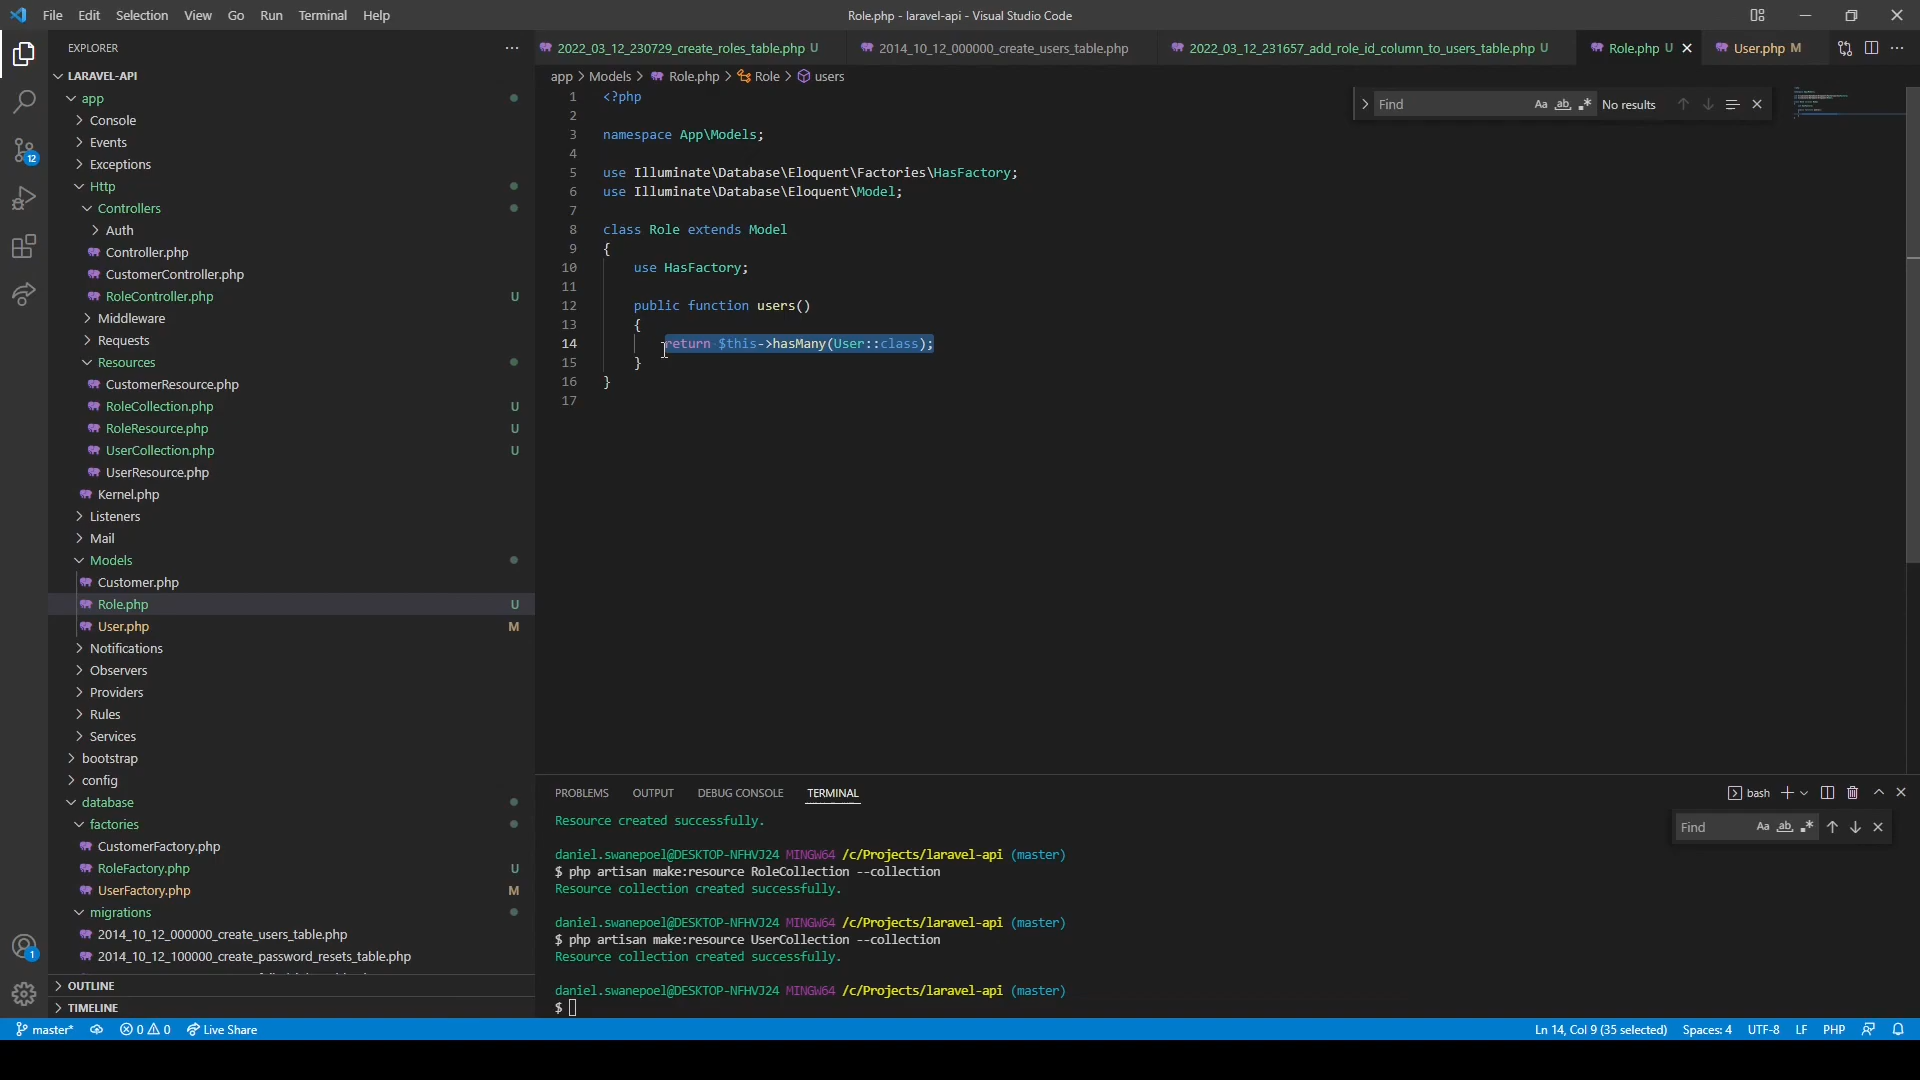 File Edit Selection View Go Run Terminal Help
Role.php - laravel-api - Visual Studio Code
EXPLORER
LARAVEL-API
app
Console
Events
Exceptions
Http
Controllers
Auth
Controller.php
CustomerController.php
RoleController.php U
Middleware
Requests
Resources
CustomerResource.php
RoleCollection.php U
RoleResource.php U
UserCollection.php U
UserResource.php
Kernel.php
Listeners
Mail
Models
Customer.php
Role.php U
User.php M
Notifications
Observers
Providers
Rules
Services
bootstrap
config
database
factories
CustomerFactory.php
RoleFactory.php U
UserFactory.php M
migrations
2014_10_12_000000_create_users_table.php
2014_10_12_100000_create_password_resets_table.php
OUTLINE
TIMELINE
12
1
2022_03_12_230729_create_roles_table.php U
2014_10_12_000000_create_users_table.php
2022_03_12_231657_add_role_id_column_to_users_table.php U
Role.php U
User.php M
app > Models > Role.php > Role > users
Find Aa ab No results
1 <?php
2
3 namespace App\Models;
4
5 use Illuminate\Database\Eloquent\Factories\HasFactory;
6 use Illuminate\Database\Eloquent\Model;
7
8 class Role extends Model
9 {
10 use HasFactory;
11
12 public function users()
13 {
14 return $this->hasMany(User::class);
15 }
16 }
17
PROBLEMS OUTPUT DEBUG CONSOLE TERMINAL
bash
Find Aa ab
Resource created successfully.
daniel.swanepoel@DESKTOP-NFHVJ24 MINGW64 /c/Projects/laravel-api (master)
$ php artisan make:resource RoleCollection --collection
Resource collection created successfully.
daniel.swanepoel@DESKTOP-NFHVJ24 MINGW64 /c/Projects/laravel-api (master)
$ php artisan make:resource UserCollection --collection
Resource collection created successfully.
daniel.swanepoel@DESKTOP-NFHVJ24 MINGW64 /c/Projects/laravel-api (master)
$
master* 0 0 Live Share
Ln 14, Col 9 (35 selected) Spaces: 4 UTF-8 LF PHP